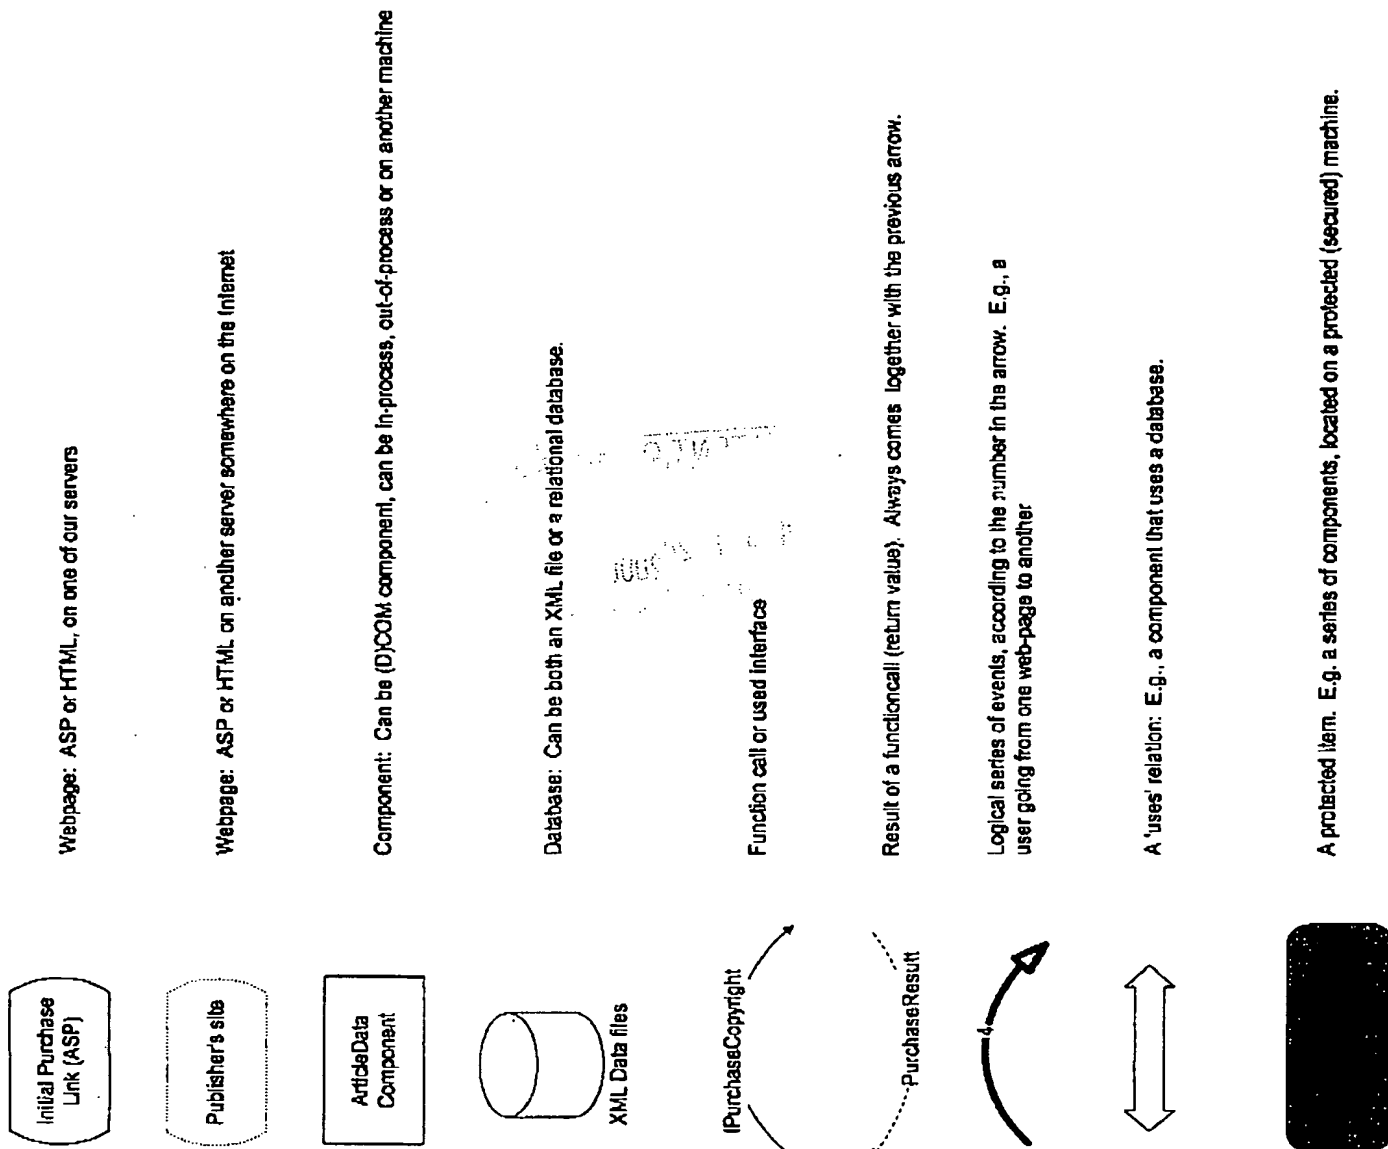 Initial Purchase
Link (ASP)
Webpage: ASP or HTML, on one of our servers
Publisher's site
Webpage: ASP or HTML on another server somewhere on the Internet
ArticleData
Component
Component: Can be (D)COM component, can be in-process, out-of-process or on another machine
XML Data files
Database: Can be both an XML file or a relational database.
IPurchaseCopyright
Function call or used interface
PurchaseResult
Result of a functioncall (return value). Always comes together with the previous arrow.
4
Logical series of events, according to the number in the arrow. E.g., a
user going from one web-page to another
A 'uses' relation: E.g., a component that uses a database.
A protected item. E.g. a series of components, located on a protected (secured) machine.